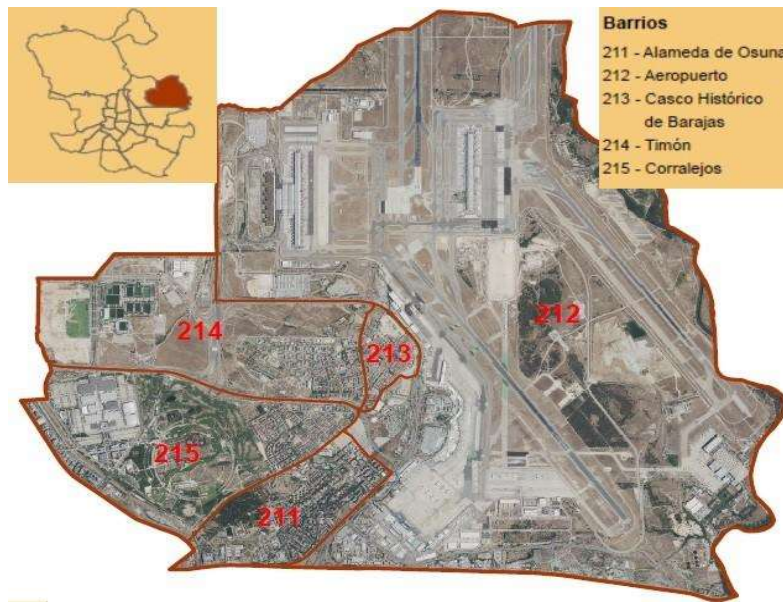 Barrios
211 - Alameda de Osuna
212 - Aeropuerto
213 - Casco Histórico
de Barajas
214 - Timón
215 - Corralejos
212
214
213
215
211